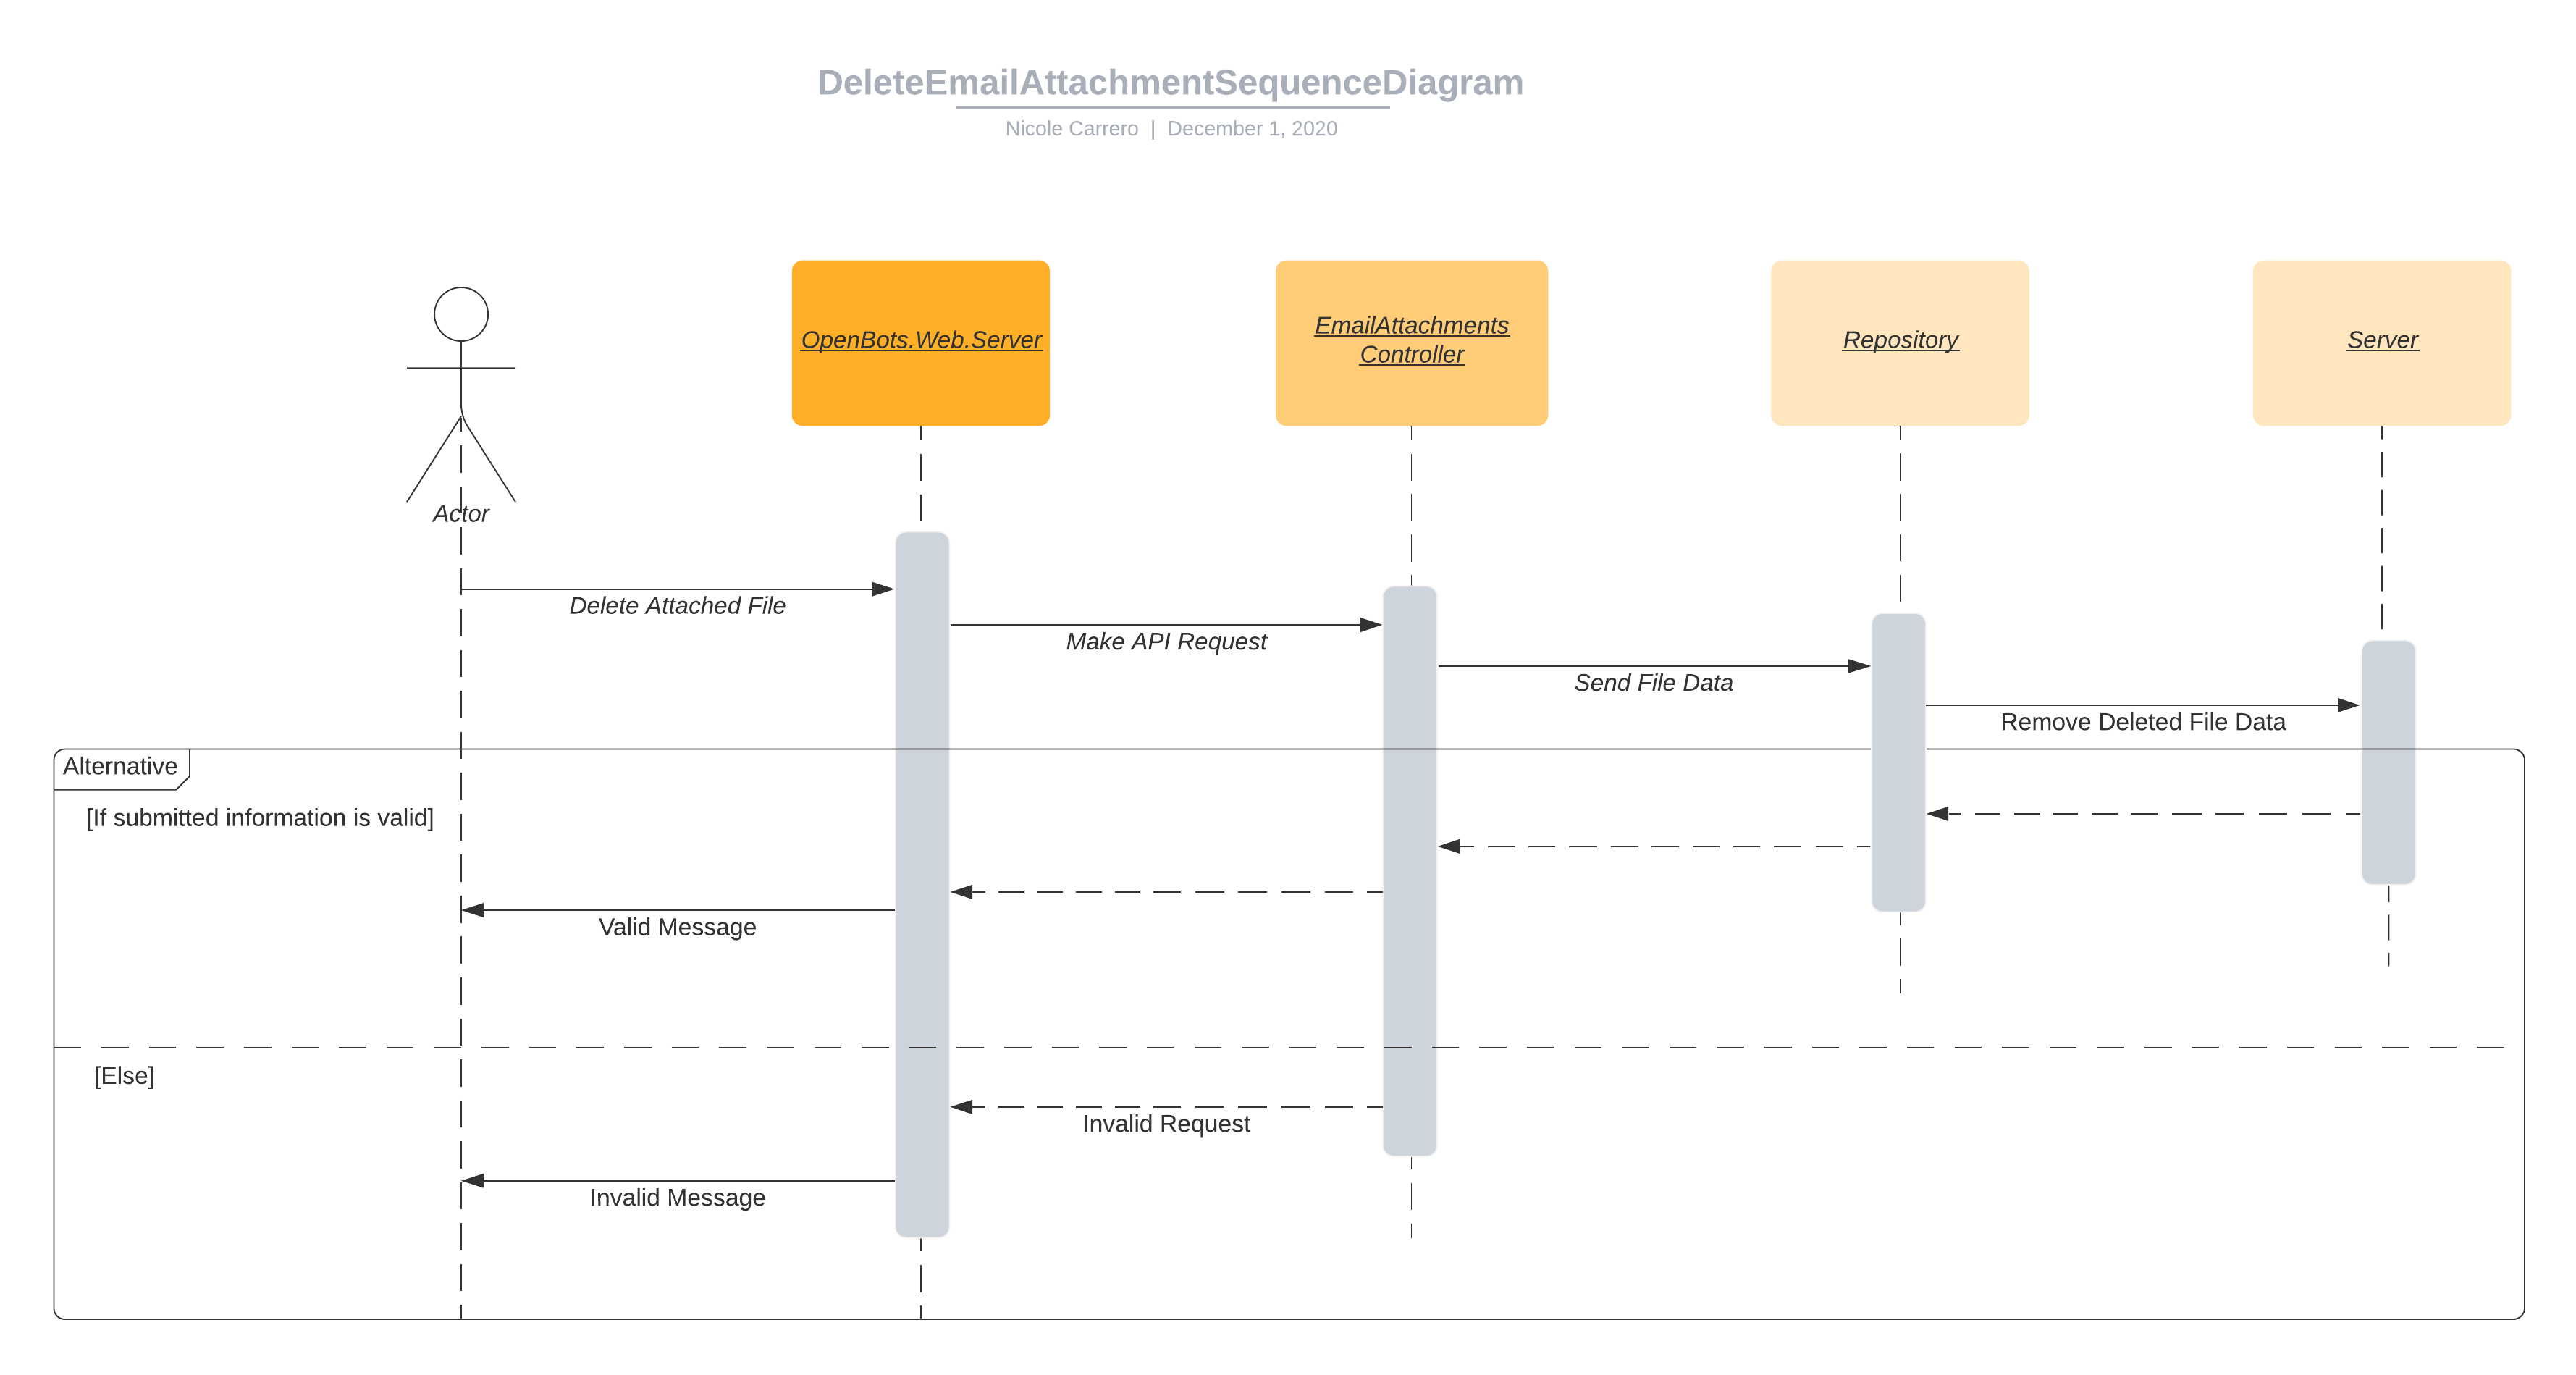 DeleteEmailAttachmentSequenceDiagram
Nicole Carrero | December 1, 2020
OpenBots.Web.Server
EmailAttachments
Controller
Repository
Server
Actor
Delete Attached File
Make API Request
Send File Data
Remove Deleted File Data
Alternative
[If submitted information is valid]
Valid Message
[Else]
Invalid Request
Invalid Message